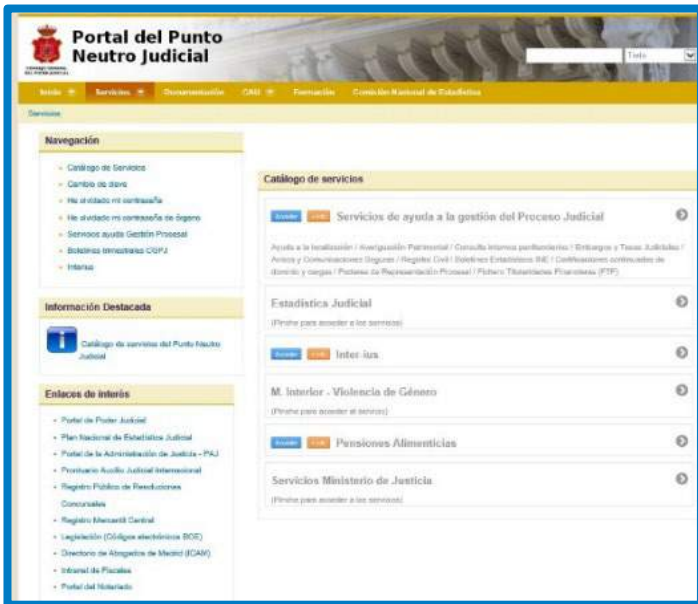 Portal del Punto
Neutro Judicial
CONSEJO GENERAL
DEL PODER JUDICIAL
Todo
Inicio Servicios Documentación CAU Formación Comisión Nacional de Estadística
Servicios
Navegación
Catálogo de Servicios
Cambio de clave
He olvidado mi contraseña
He olvidado mi contraseña de órgano
Servicios ayuda Gestión Procesal
Boletines trimestrales CGPJ
Interius
Información Destacada
Catálogo de servicios del Punto Neutro
Judicial
Enlaces de interés
Portal de Poder Judicial
Plan Nacional de Estadística Judicial
Portal de la Administración de Justicia - PAJ
Prontuario Auxilio Judicial Internacional
Registro Público de Resoluciones
Concursales
Registro Mercantil Central
Legislación (Códigos electrónicos BOE)
Directorio de Abogados de Madrid (ICAM)
Intranet de Fiscales
Portal del Notariado
Catálogo de servicios
Acceder Servicios de ayuda a la gestión del Proceso Judicial
Ayuda a la localización / Averiguación Patrimonial / Consulta internos penitenciarios / Embargos y Tasas Judiciales /
Avisos y Comunicaciones Seguras / Registro Civil / Boletines Estadísticos INE / Certificaciones continuadas de
dominio y cargas / Poderes de Representación Procesal / Fichero Titularidades Financieras (FTF)
Estadística Judicial
(Pinche para acceder a los servicios)
Acceder Inter-ius
M. Interior - Violencia de Género
(Pinche para acceder al servicio)
Acceder Pensiones Alimenticias
Servicios Ministerio de Justicia
(Pinche para acceder a los servicios)